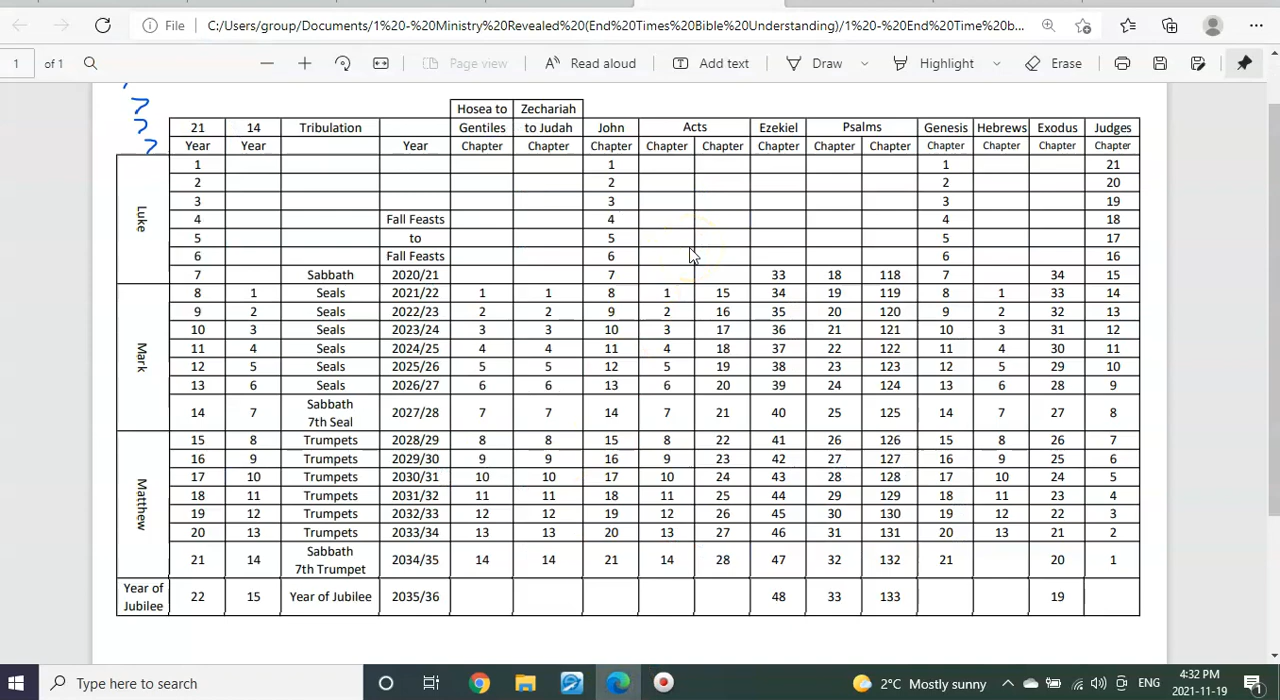 File C:/Users/group/Documents/1%20-%20Ministry%20Revealed%20(End%20Times%20Bible%20Understanding)/1%20-%20End%20Time%20b...
1 of 1 Page view Read aloud Add text Draw Highlight Erase
7
?
7
Hosea to Zechariah
21 14 Tribulation Gentiles to Judah John Acts Ezekiel Psalms Genesis Hebrews Exodus Judges
Year Year Year Chapter Chapter Chapter Chapter Chapter Chapter Chapter Chapter Chapter Chapter Chapter Chapter
Luke
1 1 1 21
2 2 2 20
3 3 3 19
4 Fall Feasts 4 4 18
5 to 5 5 17
6 Fall Feasts 6 6 16
7 Sabbath 2020/21 7 33 18 118 7 34 15
Mark
8 1 Seals 2021/22 1 1 8 1 15 34 19 119 8 1 33 14
9 2 Seals 2022/23 2 2 9 2 16 35 20 120 9 2 32 13
10 3 Seals 2023/24 3 3 10 3 17 36 21 121 10 3 31 12
11 4 Seals 2024/25 4 4 11 4 18 37 22 122 11 4 30 11
12 5 Seals 2025/26 5 5 12 5 19 38 23 123 12 5 29 10
13 6 Seals 2026/27 6 6 13 6 20 39 24 124 13 6 28 9
14 7 Sabbath 7th Seal 2027/28 7 7 14 7 21 40 25 125 14 7 27 8
Matthew
15 8 Trumpets 2028/29 8 8 15 8 22 41 26 126 15 8 26 7
16 9 Trumpets 2029/30 9 9 16 9 23 42 27 127 16 9 25 6
17 10 Trumpets 2030/31 10 10 17 10 24 43 28 128 17 10 24 5
18 11 Trumpets 2031/32 11 11 18 11 25 44 29 129 18 11 23 4
19 12 Trumpets 2032/33 12 12 19 12 26 45 30 130 19 12 22 3
20 13 Trumpets 2033/34 13 13 20 13 27 46 31 131 20 13 21 2
21 14 Sabbath 7th Trumpet 2034/35 14 14 21 14 28 47 32 132 21 20 1
Year of Jubilee 22 15 Year of Jubilee 2035/36 48 33 133 19
Type here to search
2°C Mostly sunny ENG 4:32 PM
2021-11-19
1